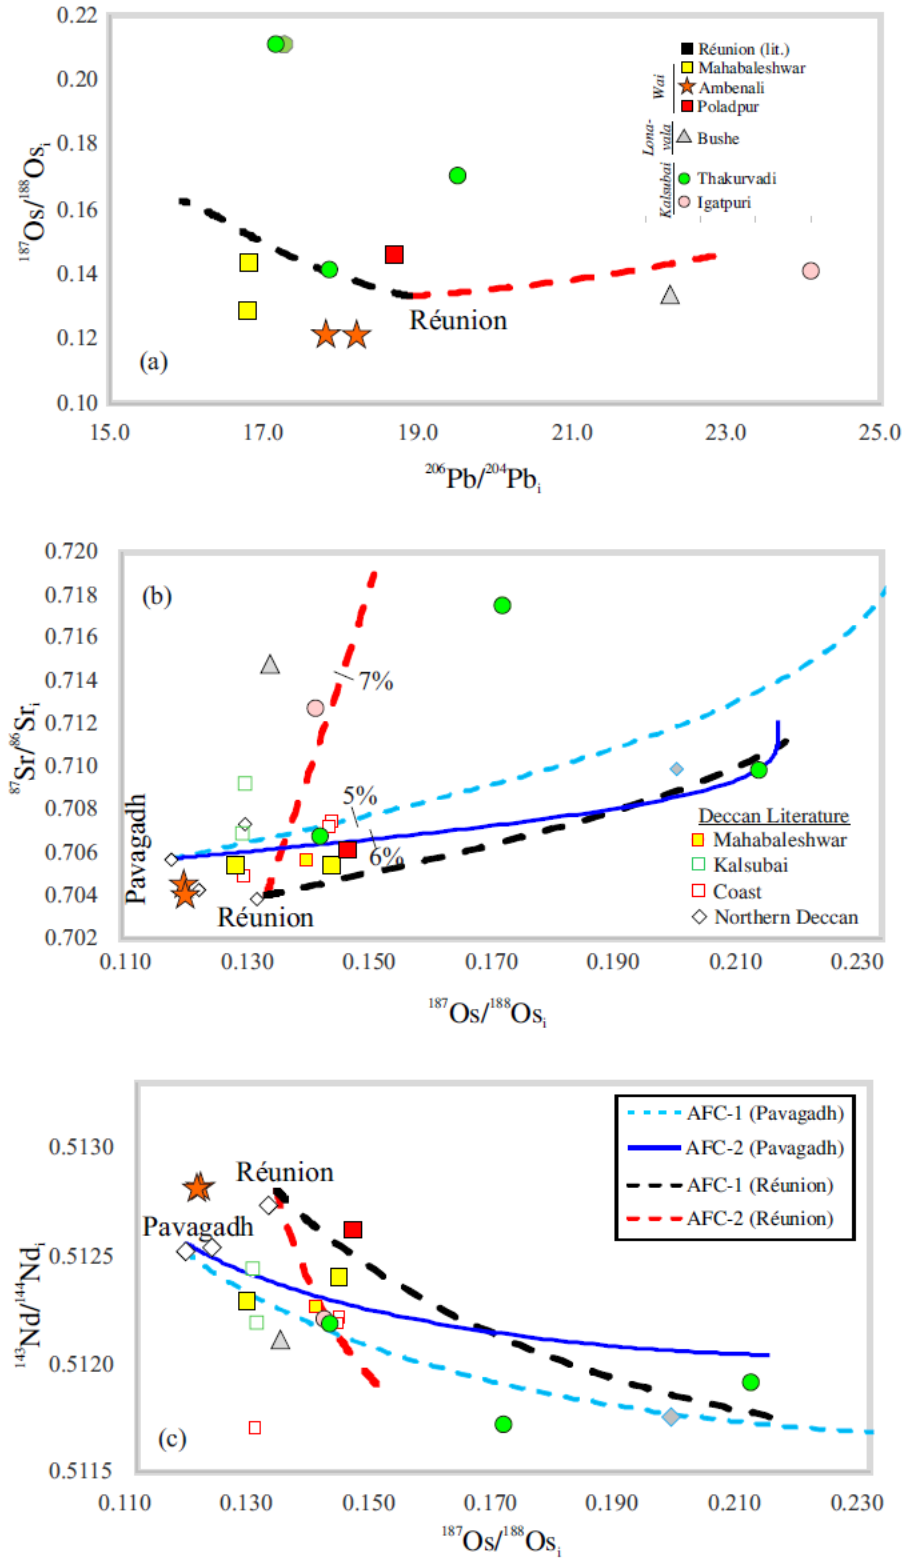 0.22
0.20
0.18
0.16
0.14
0.12
0.10
187Os/188Osi
Réunion (lit.)
Mahabaleshwar
Ambenali
Poladpur
Wai
Bushe
Lona-
vala
Thakurvadi
Igatpuri
Kalsubai
Réunion
(a)
15.0 17.0 19.0 21.0 23.0 25.0
206Pb/204Pbi
0.720
0.718
0.716
0.714
0.712
0.710
0.708
0.706
0.704
0.702
87Sr/86Sri
(b)
7%
5%
6%
Pavagadh
Réunion
Deccan Literature
Mahabaleshwar
Kalsubai
Coast
Northern Deccan
0.110 0.130 0.150 0.170 0.190 0.210 0.230
187Os/188Osi
0.5130
0.5125
0.5120
0.5115
143Nd/144Ndi
AFC-1 (Pavagadh)
AFC-2 (Pavagadh)
AFC-1 (Réunion)
AFC-2 (Réunion)
Réunion
Pavagadh
(c)
0.110 0.130 0.150 0.170 0.190 0.210 0.230
187Os/188Osi